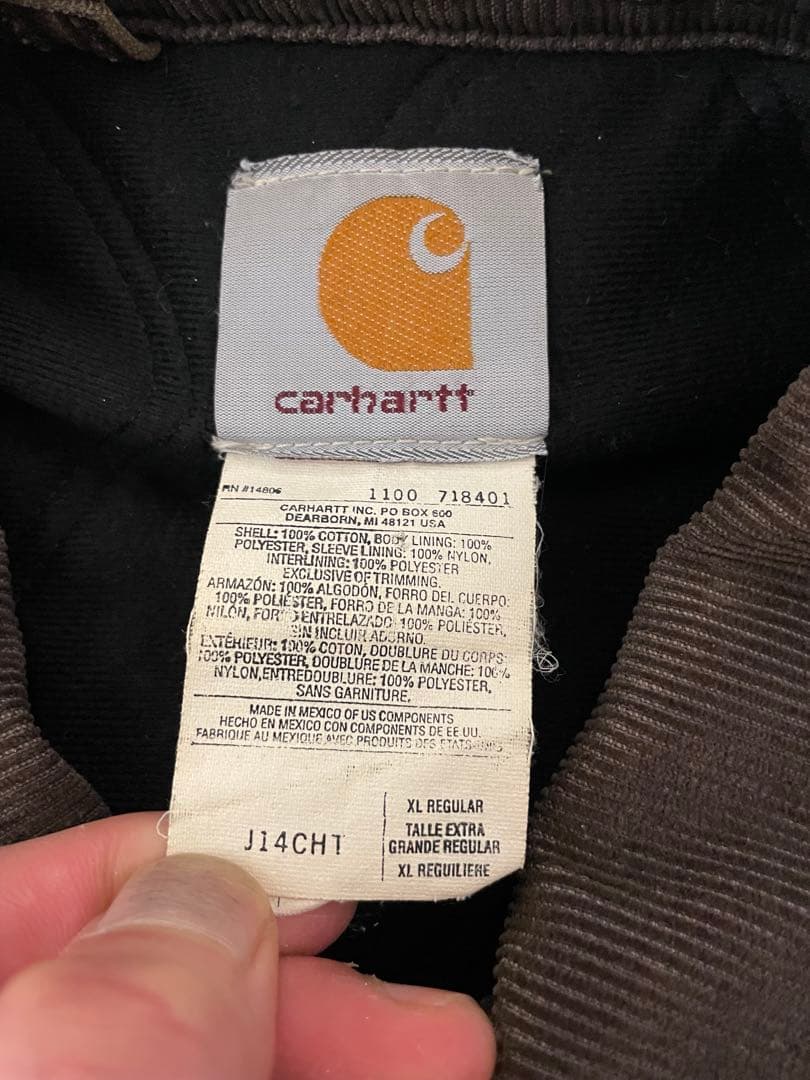 carhartt
RN #14806
1100 718401
CARHARTT INC. PO BOX 600
DEARBORN, MI 48121 USA
SHELL: 100% COTTON, BODY LINING: 100%
POLYESTER, SLEEVE LINING: 100% NYLON,
INTERLINING: 100% POLYESTER
EXCLUSIVE OF TRIMMING.
ARMAZÓN: 100% ALGODÓN, FORRO DEL CUERPO:
100% POLIÉSTER, FORRO DE LA MANGA: 100%
NILÓN, ENTRELAZADO 100% POLIÉSTER,
SIN INCLUIR ADORNO.
EXTÉRIEUR: 100% COTON, DOUBLURE DU CORPS:
100% POLYESTER, DOUBLURE DE LA MANCHE: 100%
NYLON,ENTREDOUBLURE: 100% POLYESTER,
SANS GARNITURE.
MADE IN MEXICO OF US COMPONENTS
HECHO EN MEXICO CON COMPONENTS DE EE UU.
FABRIQUE AU MEXIQUE AVEC PRODUITS DES ETATS-UNIS
J14CHT
XL REGULAR
TALLE EXTRA
GRANDE REGULAR
XL REGUILIERE